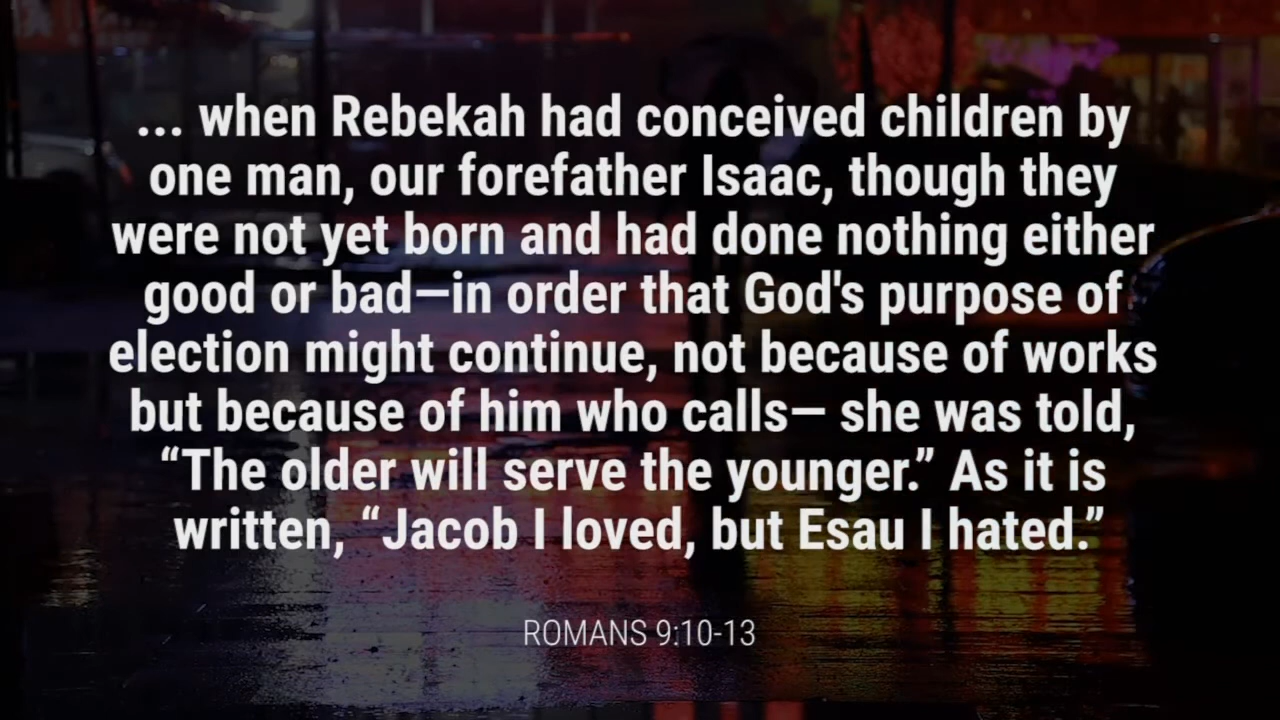 ... when Rebekah had conceived children by
one man, our forefather Isaac, though they
were not yet born and had done nothing either
good or bad—in order that God's purpose of
election might continue, not because of works
but because of him who calls— she was told,
“The older will serve the younger.” As it is
written, “Jacob I loved, but Esau I hated.”
ROMANS 9:10-13